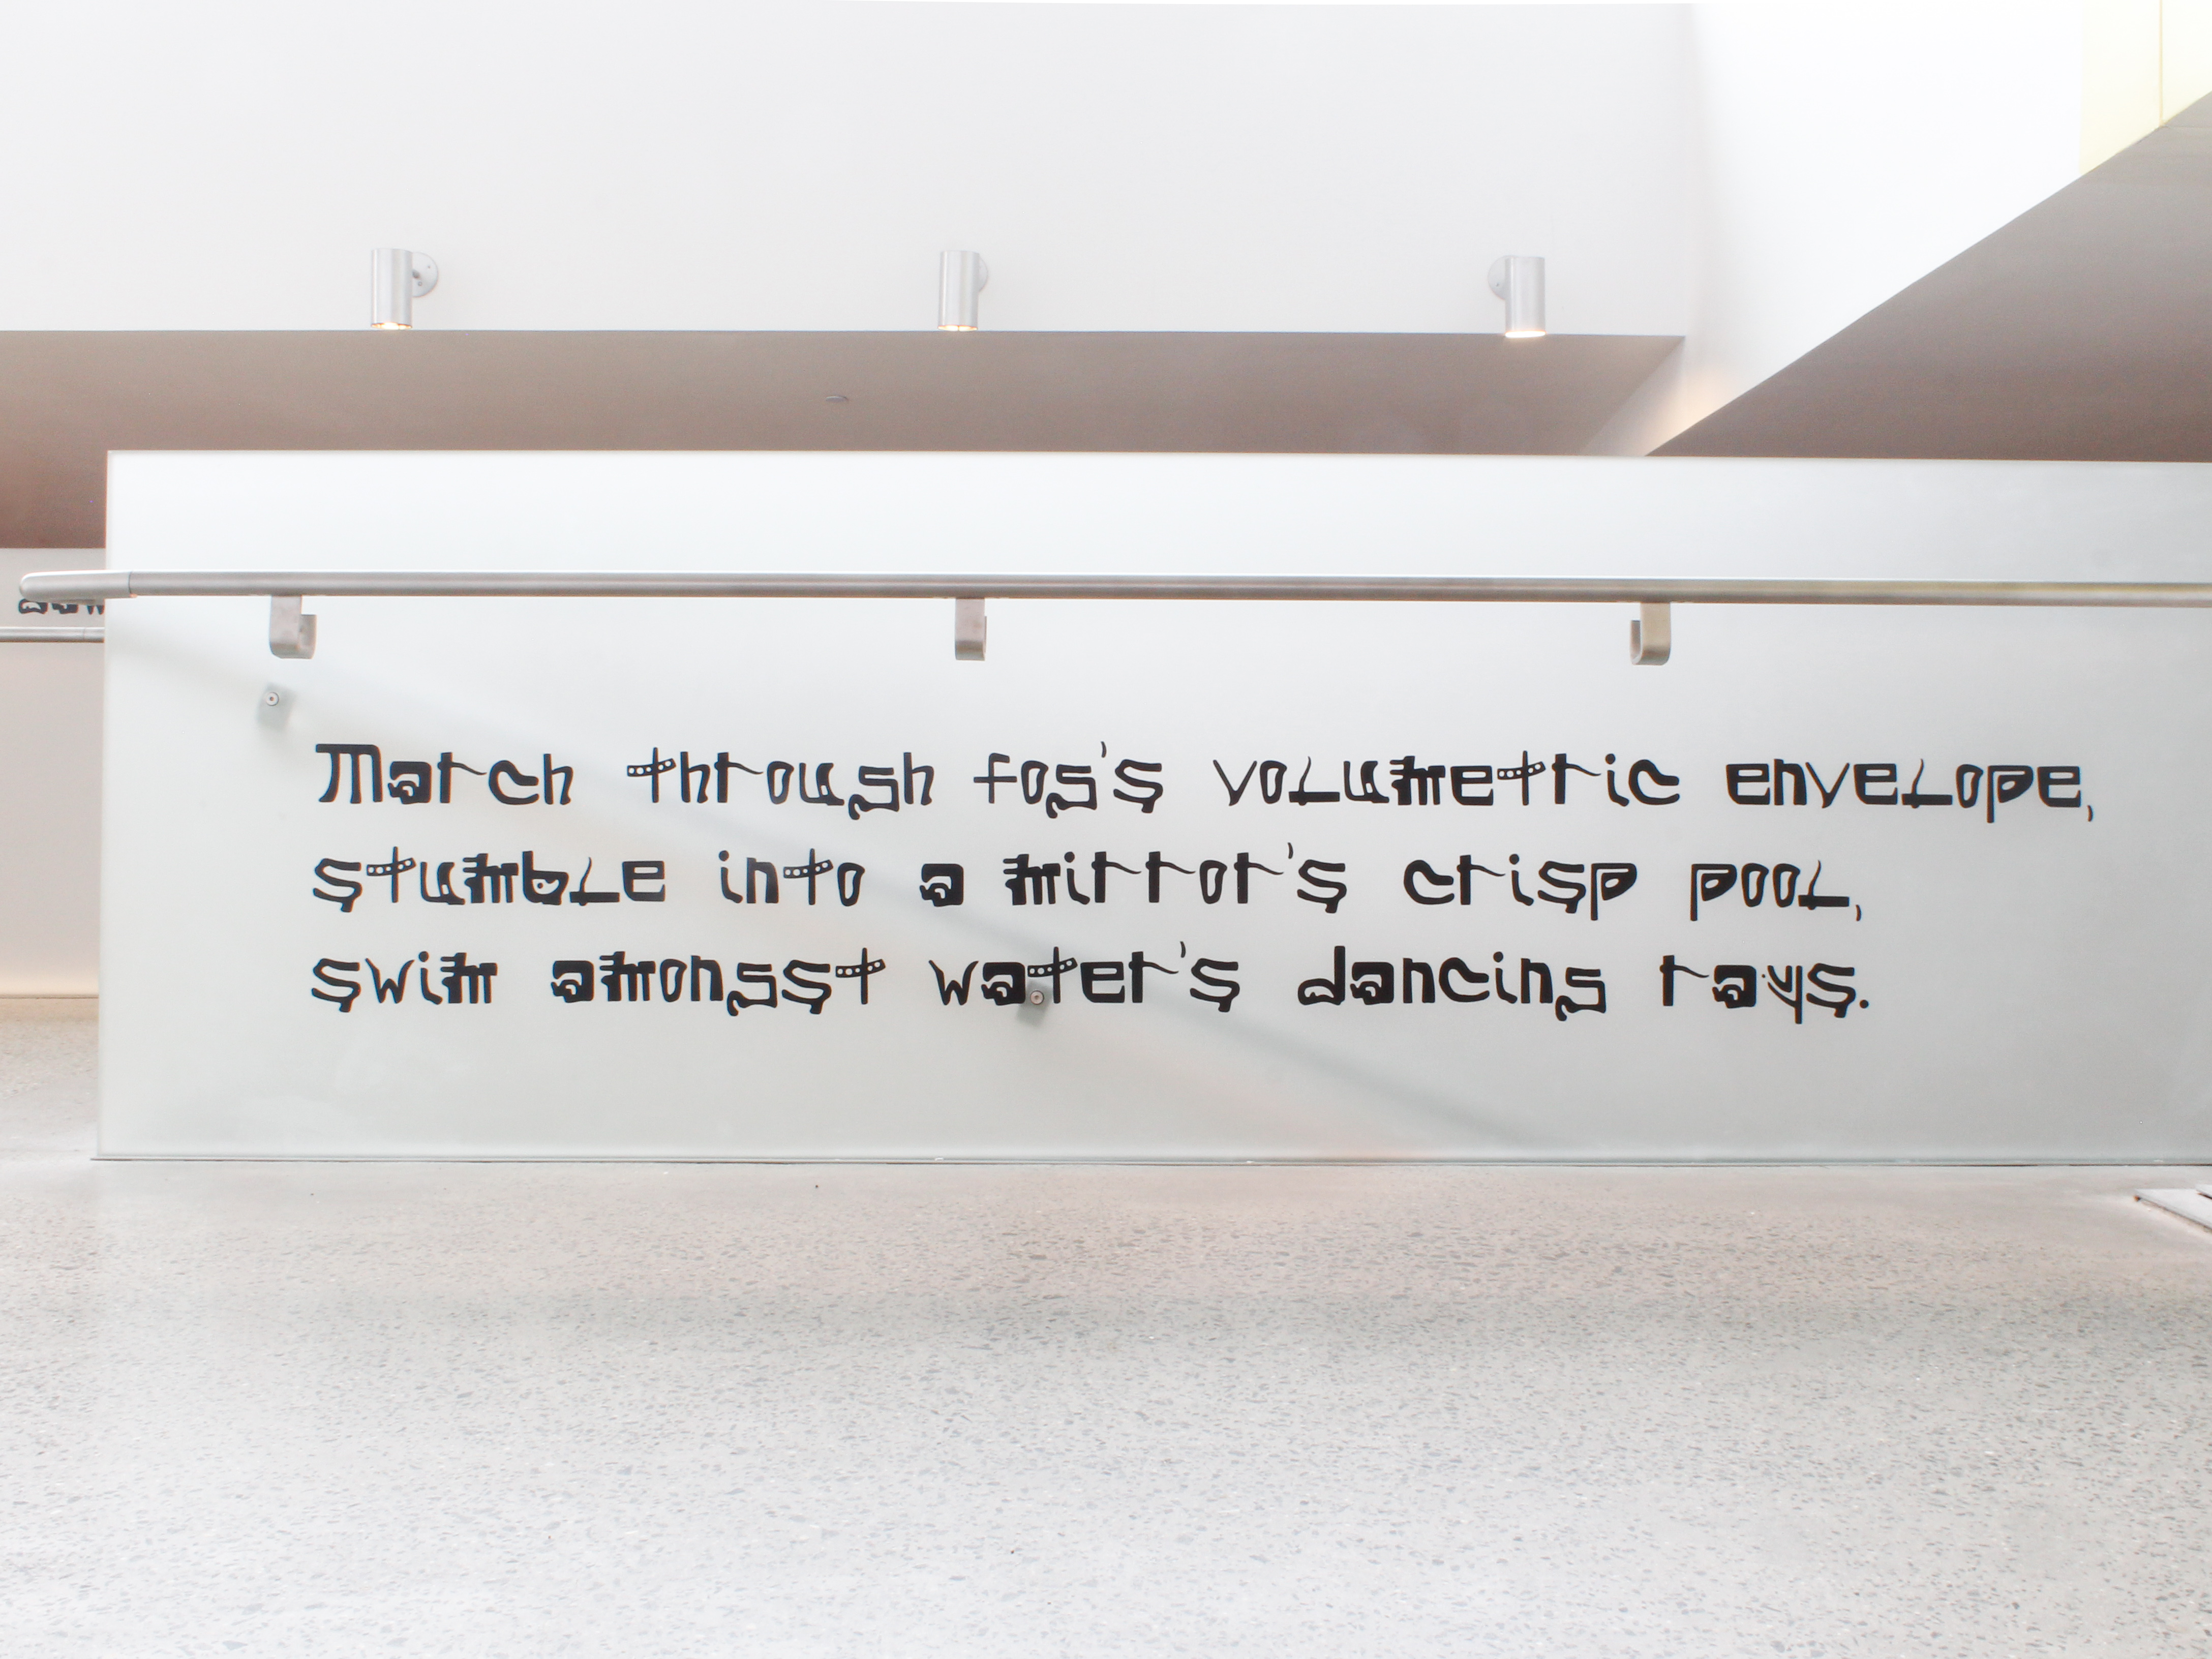 March through fog's volumetric envelope,
stumble into a mirror's crisp pool,
swim amongst water's dancing rays.